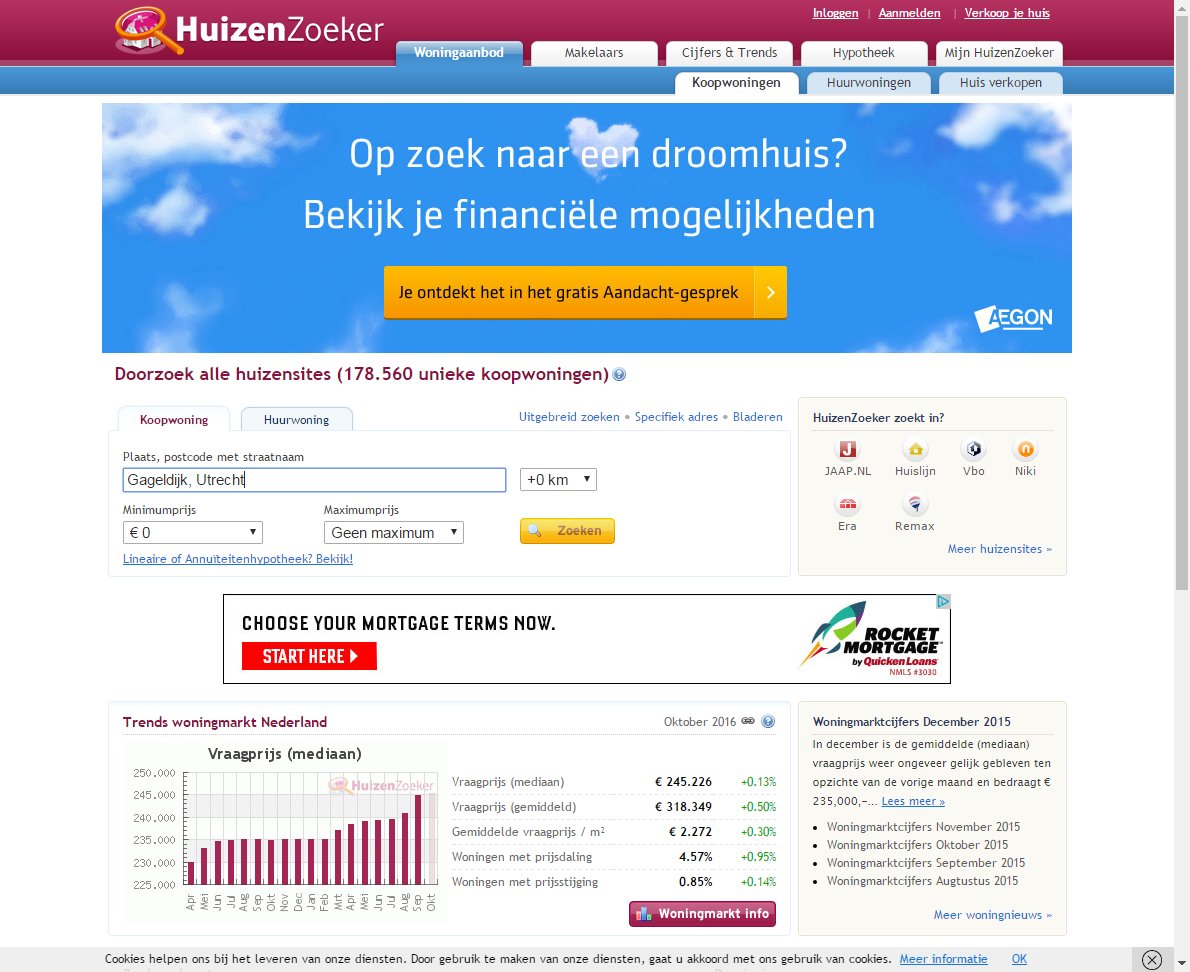 Inloggen | Aanmelden | Verkoop je huis
HuizenZoeker
Woningaanbod Makelaars Cijfers & Trends Hypotheek Mijn HuizenZoeker
Koopwoningen Huurwoningen Huis verkopen
Op zoek naar een droomhuis?
Bekijk je financiële mogelijkheden
Je ontdekt het in het gratis Aandacht-gesprek
AEGON
Doorzoek alle huizensites (178.560 unieke koopwoningen)
Koopwoning Huurwoning
Uitgebreid zoeken • Specifiek adres • Bladeren
Plaats, postcode met straatnaam
Gageldijk, Utrecht +0 km
Minimumprijs Maximumprijs
€ 0 Geen maximum Zoeken
Lineaire of Annuïteitenhypotheek? Bekijk!
HuizenZoeker zoekt in?
JAAP.NL Huislijn Vbo Niki
Era Remax
Meer huizensites »
CHOOSE YOUR MORTGAGE TERMS NOW.
START HERE
ROCKET
MORTGAGE
by Quicken Loans
NMLS #3030
Trends woningmarkt Nederland Oktober 2016
Vraagprijs (mediaan)
HuizenZoeker
250.000
245.000
240.000
235.000
230.000
225.000
Apr Mei Jun Jul Aug Sep Okt Nov Dec Jan Feb Mrt Apr Mei Jun Jul Aug Sep Okt
Vraagprijs (mediaan) € 245.226 +0.13%
Vraagprijs (gemiddeld) € 318.349 +0.50%
Gemiddelde vraagprijs / m² € 2.272 +0.30%
Woningen met prijsdaling 4.57% +0.95%
Woningen met prijsstijging 0.85% +0.14%
Woningmarkt info
Woningmarktcijfers December 2015
In december is de gemiddelde (mediaan)
vraagprijs weer ongeveer gelijk gebleven ten
opzichte van de vorige maand en bedraagt €
235,000,-... Lees meer »
• Woningmarktcijfers November 2015
• Woningmarktcijfers Oktober 2015
• Woningmarktcijfers September 2015
• Woningmarktcijfers Augtustus 2015
Meer woningnieuws »
Cookies helpen ons bij het leveren van onze diensten. Door gebruik te maken van onze diensten, gaat u akkoord met ons gebruik van cookies. Meer informatie OK